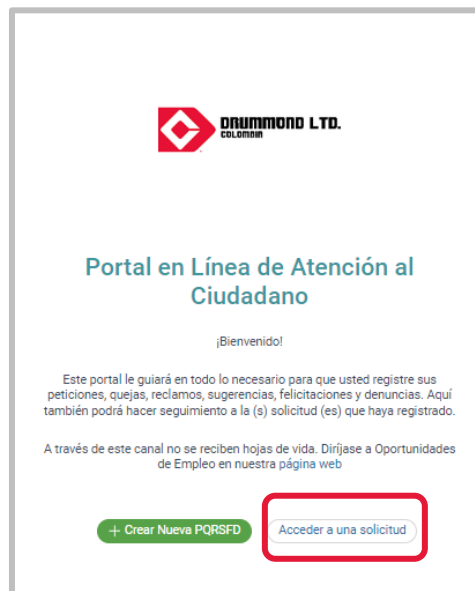 DRUMMOND LTD.
COLOMBIA
Portal en Línea de Atención al
Ciudadano
¡Bienvenido!
Este portal le guiará en todo lo necesario para que usted registre sus
peticiones, quejas, reclamos, sugerencias, felicitaciones y denuncias. Aquí
también podrá hacer seguimiento a la (s) solicitud (es) que haya registrado.
A través de este canal no se reciben hojas de vida. Diríjase a Oportunidades
de Empleo en nuestra página web
+ Crear Nueva PQRSFD
Acceder a una solicitud